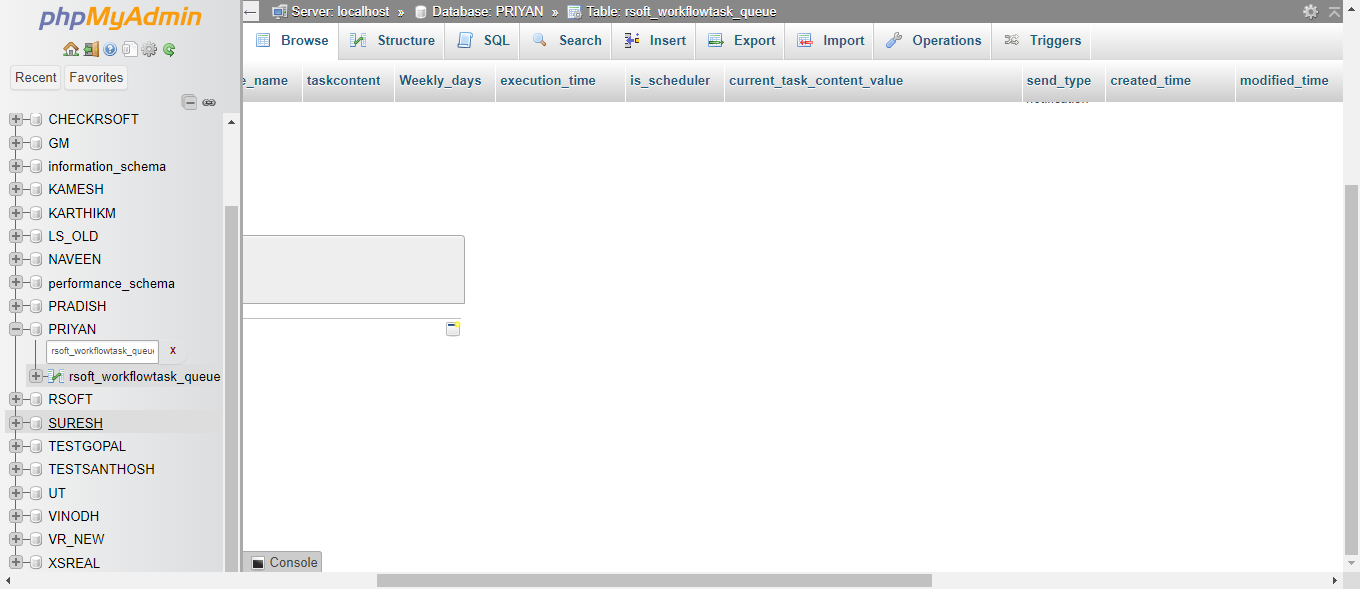 phpMyAdmin
Recent
Favorites
CHECKRSOFT
GM
information_schema
KAMESH
KARTHIKM
LS_OLD
NAVEEN
performance_schema
PRADISH
PRIYAN
rsoft_workflowtask_queue
X
rsoft_workflowtask_queue
RSOFT
SURESH
TESTGOPAL
TESTSANTHOSH
UT
VINODH
VR_NEW
XSREAL
Server: localhost » Database: PRIYAN » Table: rsoft_workflowtask_queue
Browse Structure SQL Search Insert Export Import Operations Triggers
e_name taskcontent Weekly_days execution_time is_scheduler current_task_content_value send_type created_time modified_time
Console